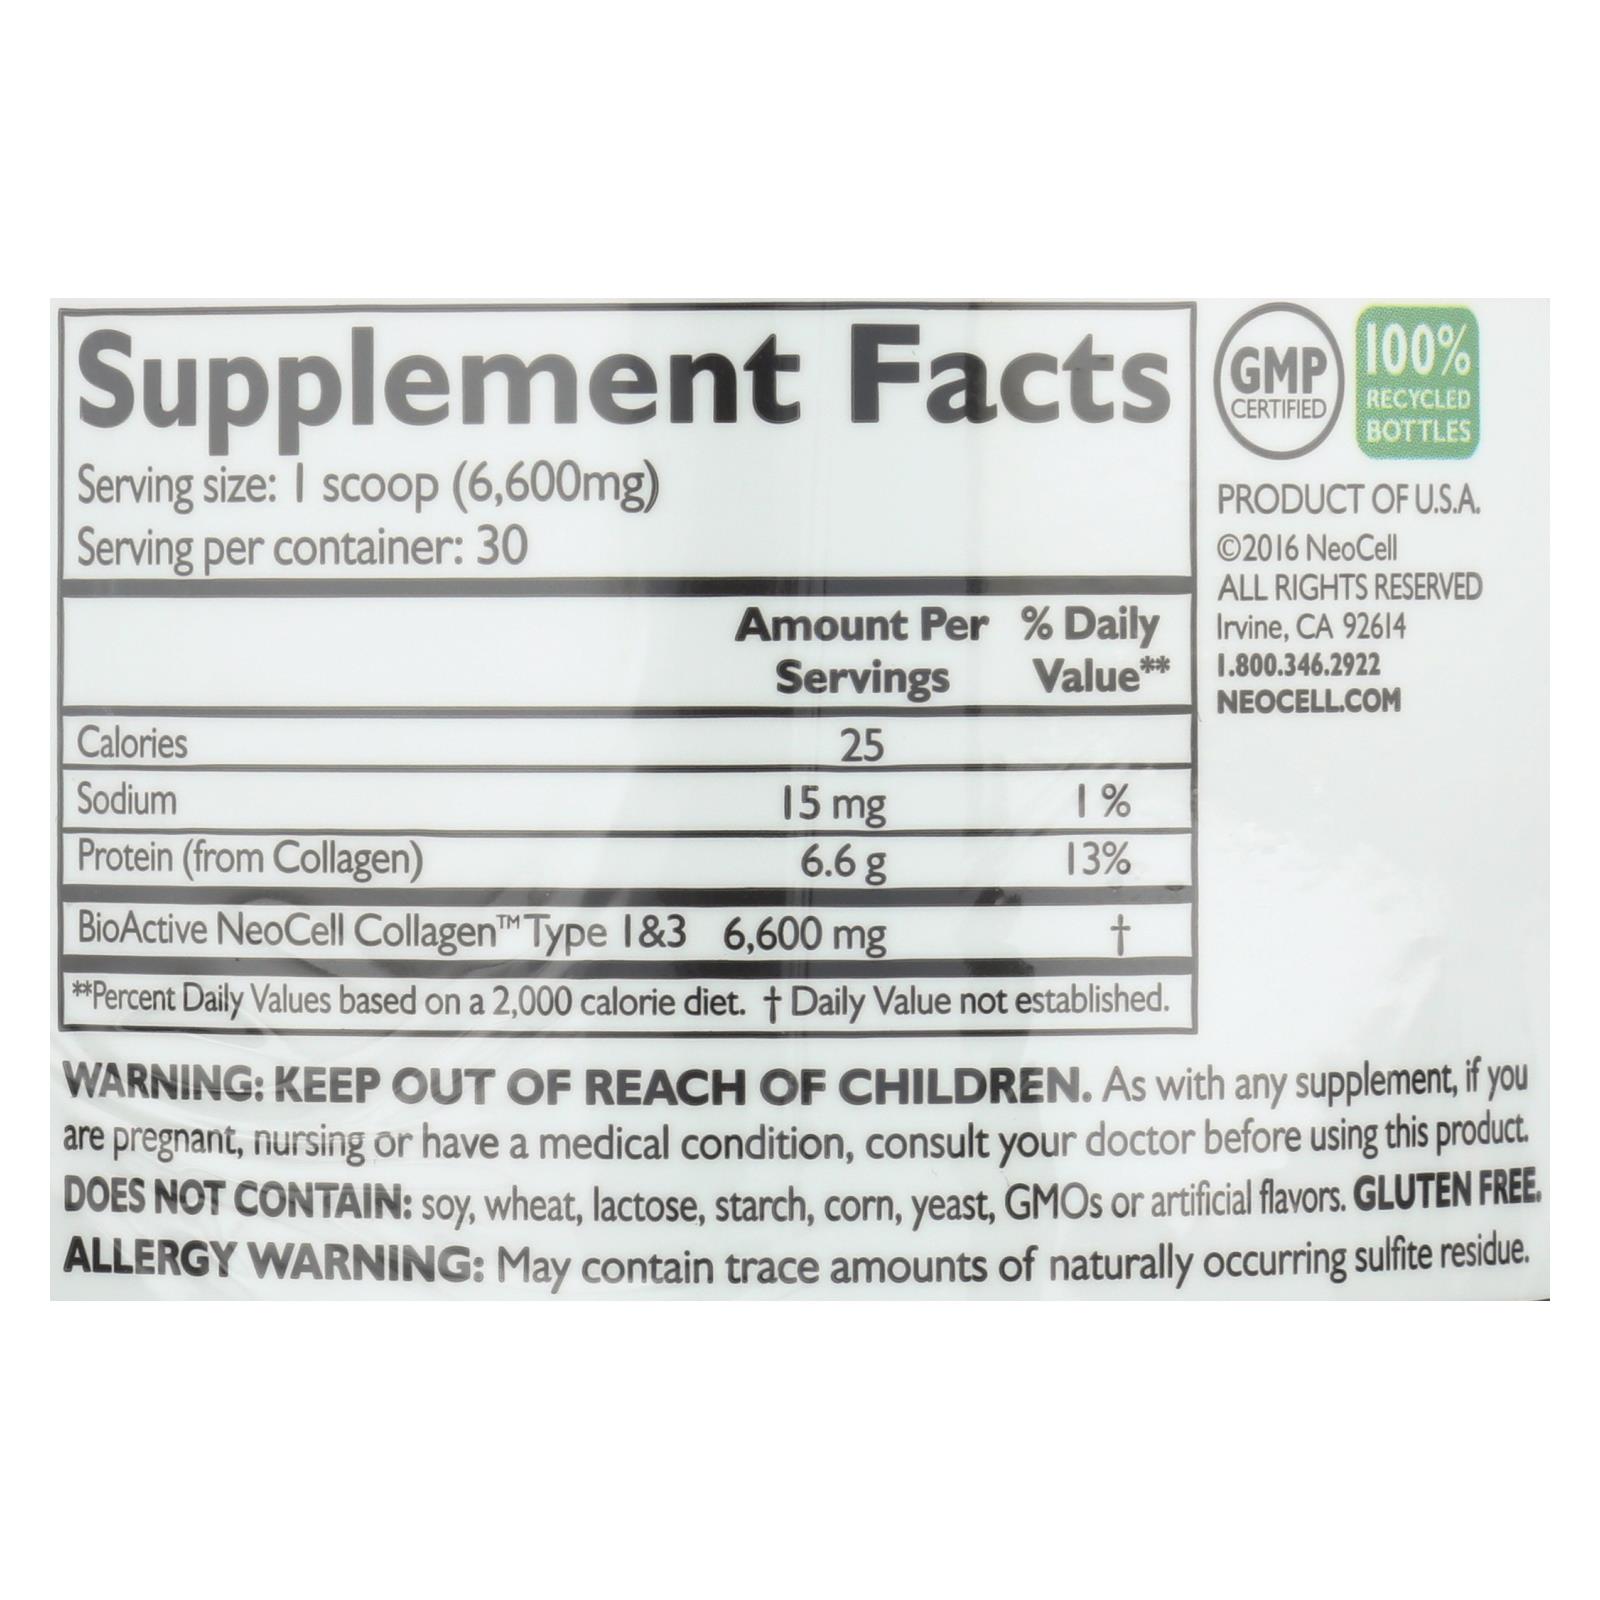 Supplement Facts
Serving size: 1 scoop (6,600mg)
Serving per container: 30
Amount Per % Daily
Servings Value**
Calories 25
Sodium 15 mg 1 %
Protein (from Collagen) 6.6 g 13%
BioActive NeoCell Collagen™ Type 1&3 6,600 mg †
**Percent Daily Values based on a 2,000 calorie diet. † Daily Value not established.
GMP
CERTIFIED
100%
RECYCLED
BOTTLES
PRODUCT OF U.S.A.
©2016 NeoCell
ALL RIGHTS RESERVED
Irvine, CA 92614
1.800.346.2922
NEOCELL.COM
WARNING: KEEP OUT OF REACH OF CHILDREN. As with any supplement, if you
are pregnant, nursing or have a medical condition, consult your doctor before using this product.
DOES NOT CONTAIN: soy, wheat, lactose, starch, corn, yeast, GMOs or artificial flavors. GLUTEN FREE.
ALLERGY WARNING: May contain trace amounts of naturally occurring sulfite residue.